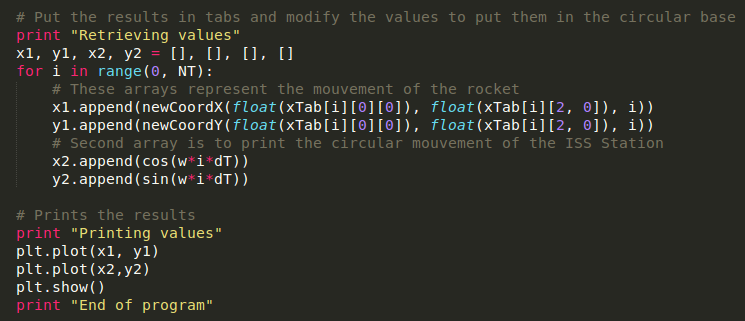 # Put the results in tabs and modify the values to put them in the circular base
print "Retrieving values"
x1, y1, x2, y2 = [], [], [], []
for i in range(0, NT):
    # These arrays represent the mouvement of the rocket
    x1.append(newCoordX(float(xTab[i][0][0]), float(xTab[i][2, 0]), i))
    y1.append(newCoordY(float(xTab[i][0][0]), float(xTab[i][2, 0]), i))
    # Second array is to print the circular mouvement of the ISS Station
    x2.append(cos(w*i*dT))
    y2.append(sin(w*i*dT))

# Prints the results
print "Printing values"
plt.plot(x1, y1)
plt.plot(x2,y2)
plt.show()
print "End of program"